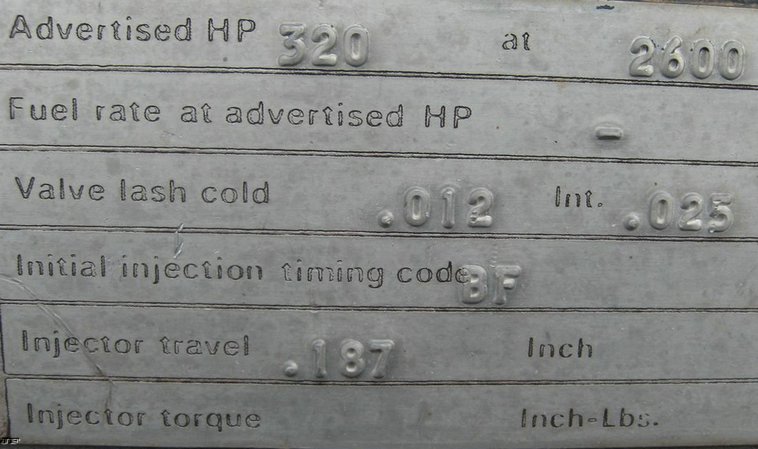 Advertised HP 320 at 2600
Fuel rate at advertised HP -
Valve lash cold .012 Int. .025
Initial injection timing code BF
Injector travel .187 Inch
Injector torque Inch-Lbs.